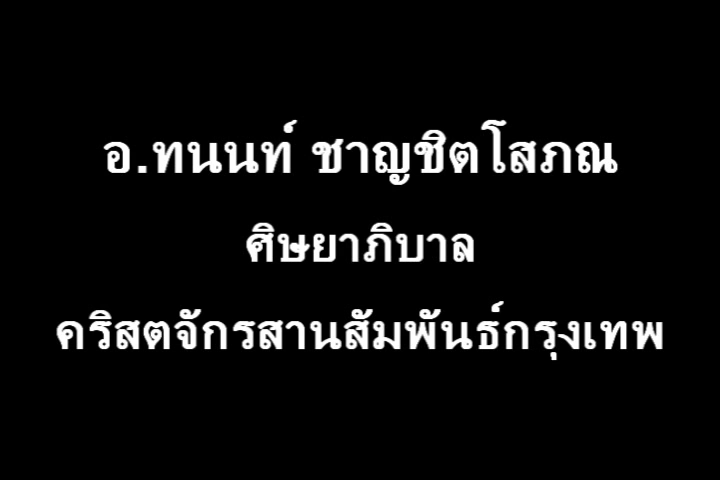 อ.ทนนท์ ชาญชิตโสภณ
ศิษยาภิบาล
คริสตจักรสานสัมพันธ์กรุงเทพ